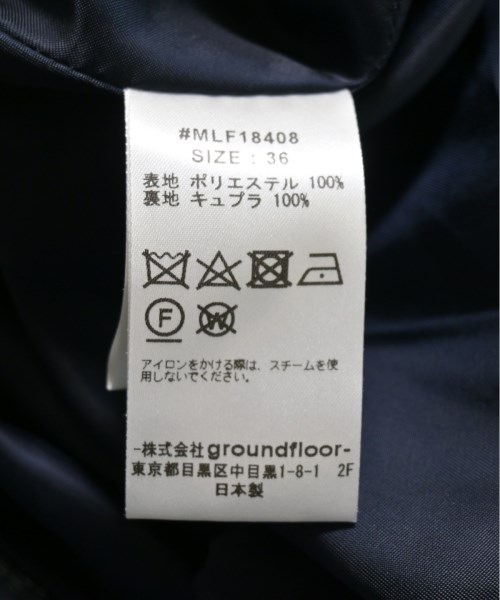 #MLF18408
SIZE : 36
表地 ポリエステル 100%
裏地 キュプラ 100%
F
W
アイロンをかける際は、スチームを使
用しないでください。
-株式会社groundfloor-
東京都目黒区中目黒1-8-1 2F
日本製